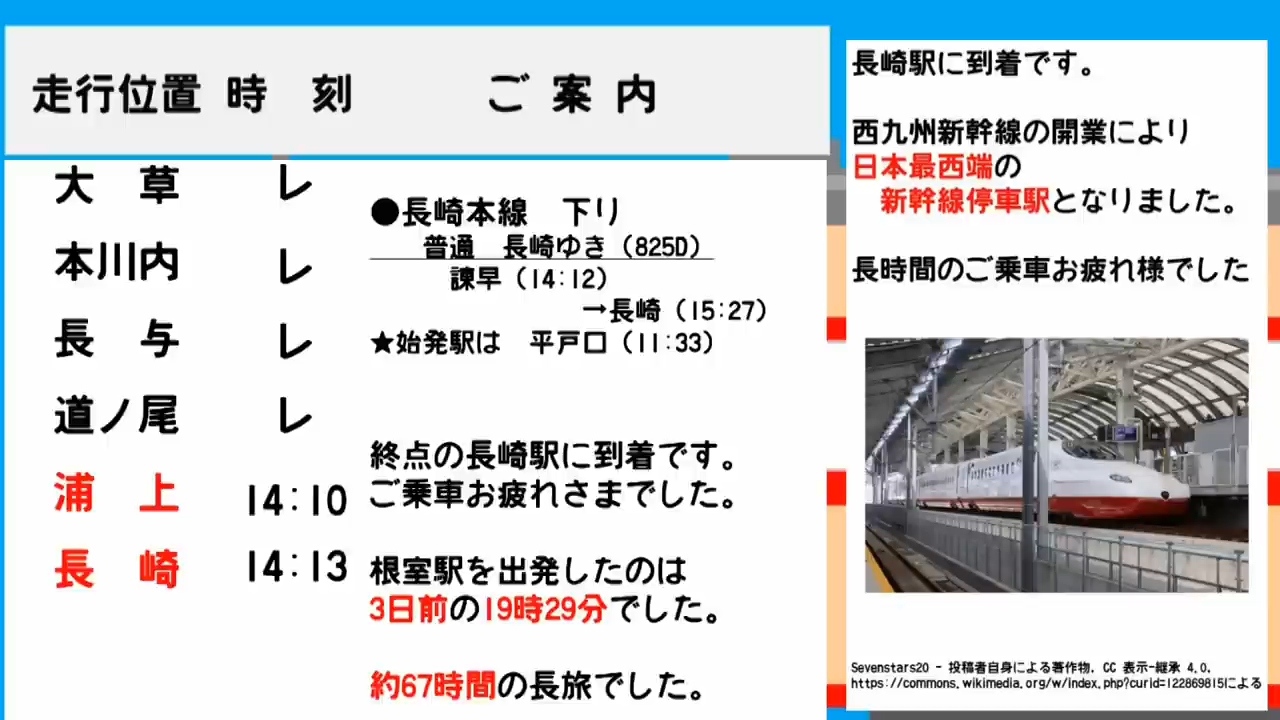 走行位置 時 刻 ご 案 内
大 草 レ
本川内 レ
長 与 レ
道ノ尾 レ
浦 上 14:10
長 崎 14:13
●長崎本線 下り
普通 長崎ゆき（825D）
諫早（14:12）
→長崎（15:27）
★始発駅は 平戸口（11:33）
終点の長崎駅に到着です。
ご乗車お疲れさまでした。
根室駅を出発したのは
3日前の19時29分でした。
約67時間の長旅でした。
長崎駅に到着です。
西九州新幹線の開業により
日本最西端の
新幹線停車駅となりました。
長時間のご乗車お疲れ様でした
Sevenstars20 - 投稿者自身による著作物, CC 表示-継承 4.0,
https://commons.wikimedia.org/w/index.php?curid=122869815による